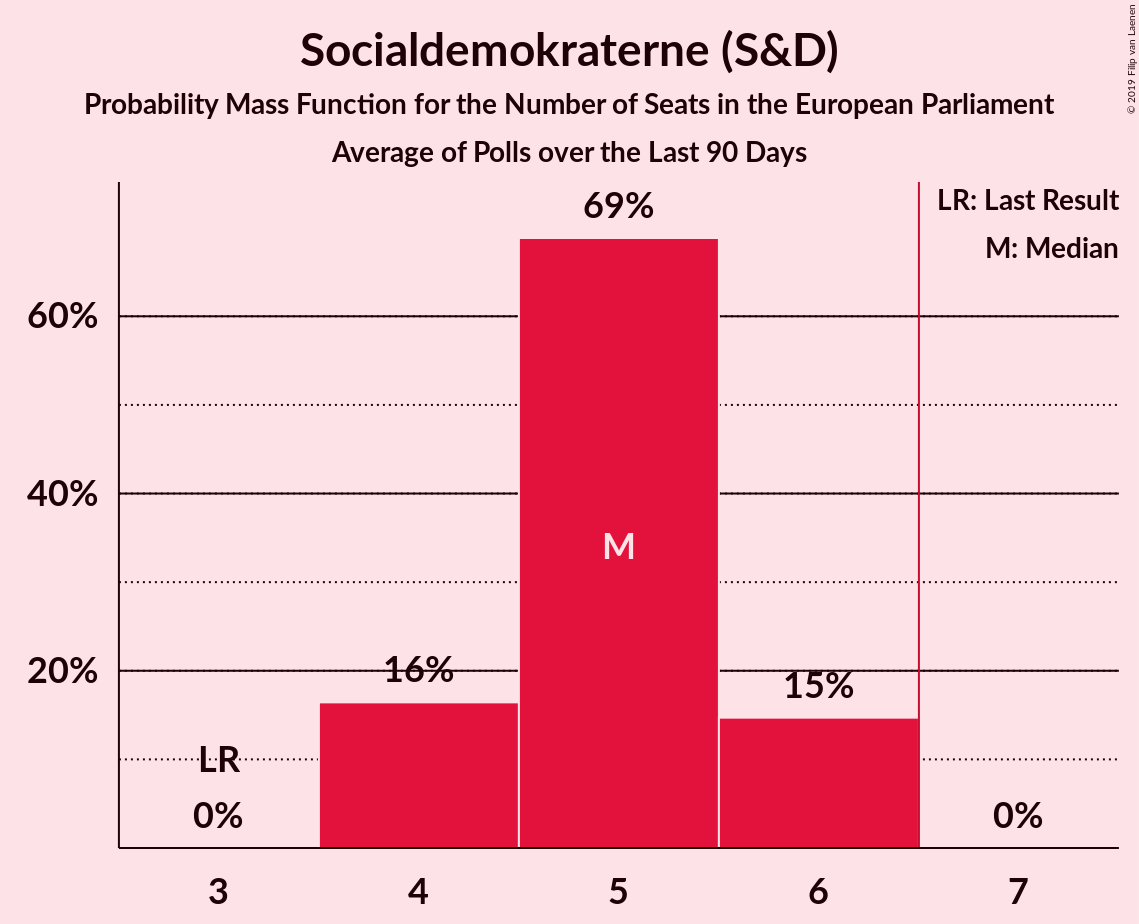 Socialdemokraterne (S&D)
Probability Mass Function for the Number of Seats in the European Parliament
Average of Polls over the Last 90 Days
© 2019 Filip van Laenen
LR: Last Result
M: Median
69%
60%
40%
M
20%
16%
15%
LR
0%
0%
3 4 5 6 7